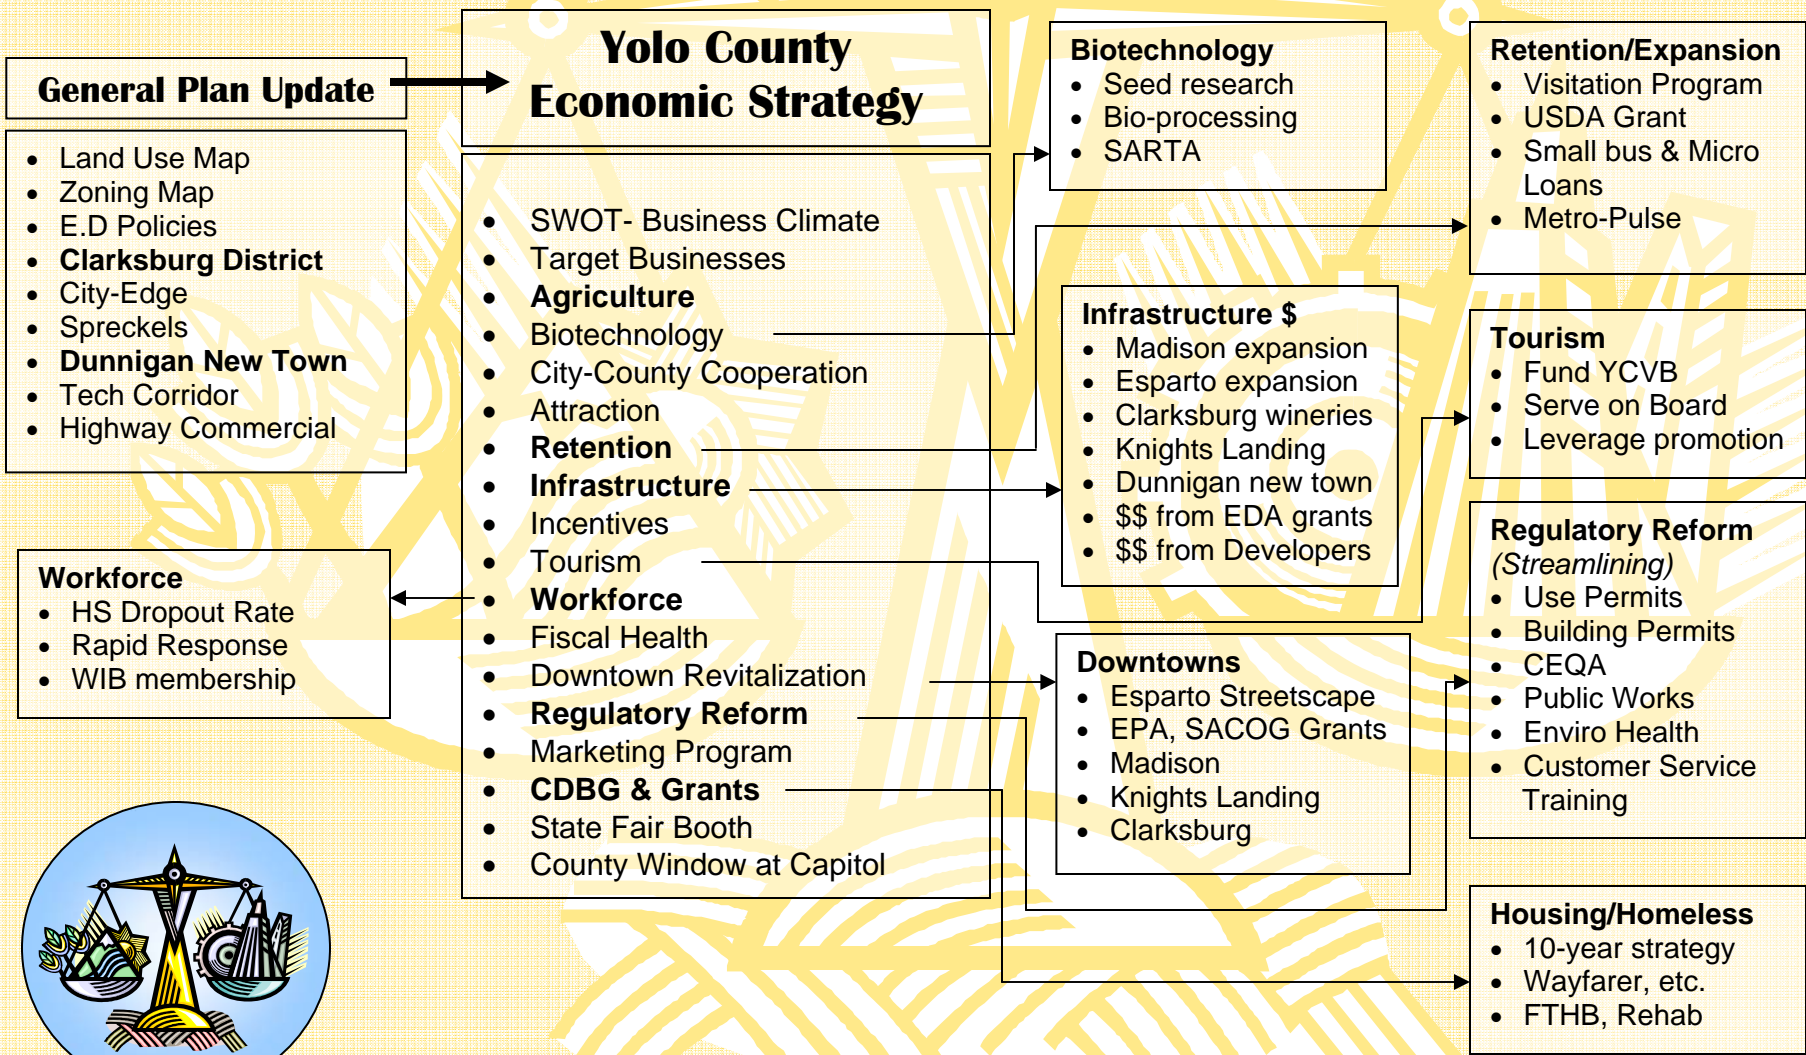 General Plan Update
• Land Use Map
• Zoning Map
• E.D Policies
• Clarksburg District
• City-Edge
• Spreckels
• Dunnigan New Town
• Tech Corridor
• Highway Commercial
Workforce
• HS Dropout Rate
• Rapid Response
• WIB membership
Yolo County
Economic Strategy
• SWOT- Business Climate
• Target Businesses
• Agriculture
• Biotechnology
• City-County Cooperation
• Attraction
• Retention
• Infrastructure
• Incentives
• Tourism
• Workforce
• Fiscal Health
• Downtown Revitalization
• Regulatory Reform
• Marketing Program
• CDBG & Grants
• State Fair Booth
• County Window at Capitol
Biotechnology
• Seed research
• Bio-processing
• SARTA
Infrastructure $
• Madison expansion
• Esparto expansion
• Clarksburg wineries
• Knights Landing
• Dunnigan new town
• $$ from EDA grants
• $$ from Developers
Downtowns
• Esparto Streetscape
• EPA, SACOG Grants
• Madison
• Knights Landing
• Clarksburg
Retention/Expansion
• Visitation Program
• USDA Grant
• Small bus & Micro
Loans
• Metro-Pulse
Tourism
• Fund YCVB
• Serve on Board
• Leverage promotion
Regulatory Reform
(Streamlining)
• Use Permits
• Building Permits
• CEQA
• Public Works
• Enviro Health
• Customer Service
Training
Housing/Homeless
• 10-year strategy
• Wayfarer, etc.
• FTHB, Rehab